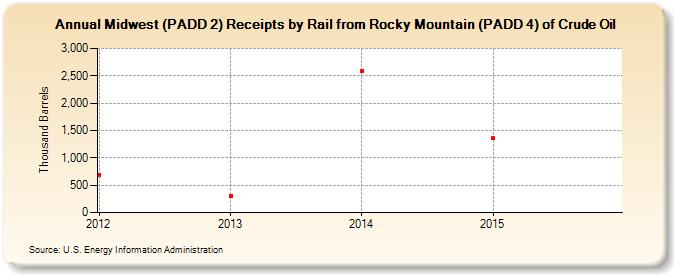 Annual Midwest (PADD 2) Receipts by Rail from Rocky Mountain (PADD 4) of Crude Oil
Thousand Barrels
3,000
2,500
2,000
1,500
1,000
500
0
2012 2013 2014 2015
Source: U.S. Energy Information Administration